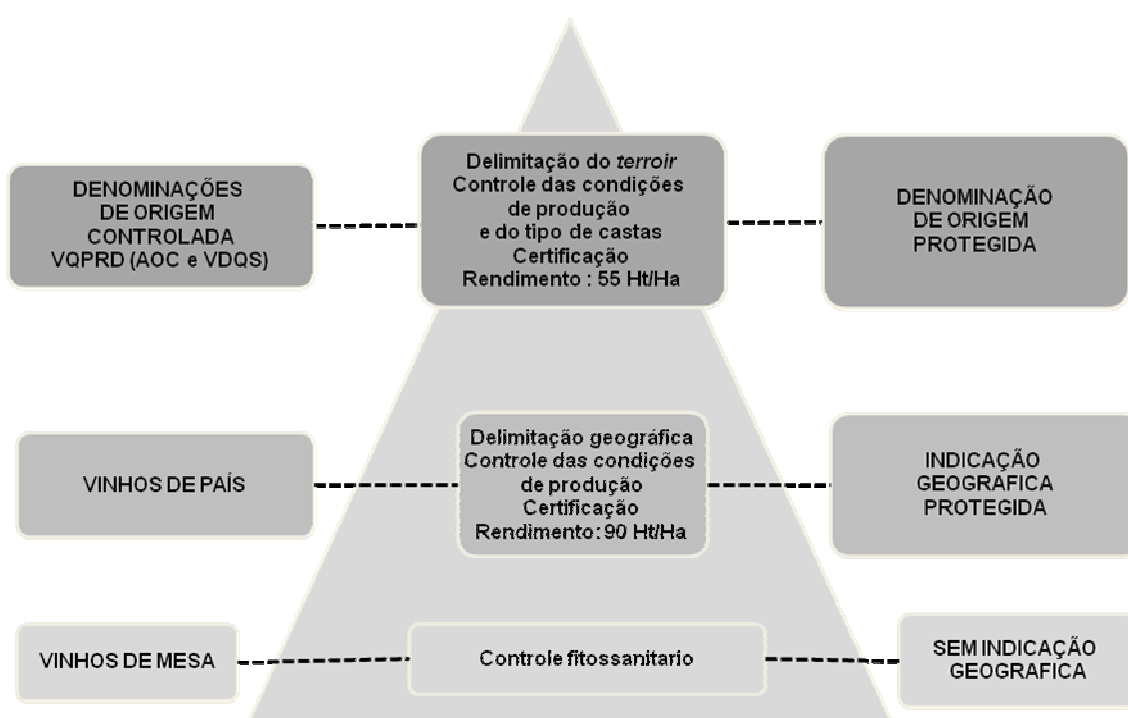 DENOMINAÇÕES
DE ORIGEM
CONTROLADA
VQPRD (AOC e VDQS)
Delimitação do terroir
Controle das condições
de produção
e do tipo de castas
Certificação
Rendimento : 55 Ht/Ha
DENOMINAÇÃO
DE ORIGEM
PROTEGIDA
VINHOS DE PAÍS
Delimitação geográfica
Controle das condições
de produção
Certificação
Rendimento: 90 Ht/Ha
INDICAÇÃO
GEOGRAFICA
PROTEGIDA
VINHOS DE MESA
Controle fitossanitario
SEM INDICAÇÃO
GEOGRAFICA